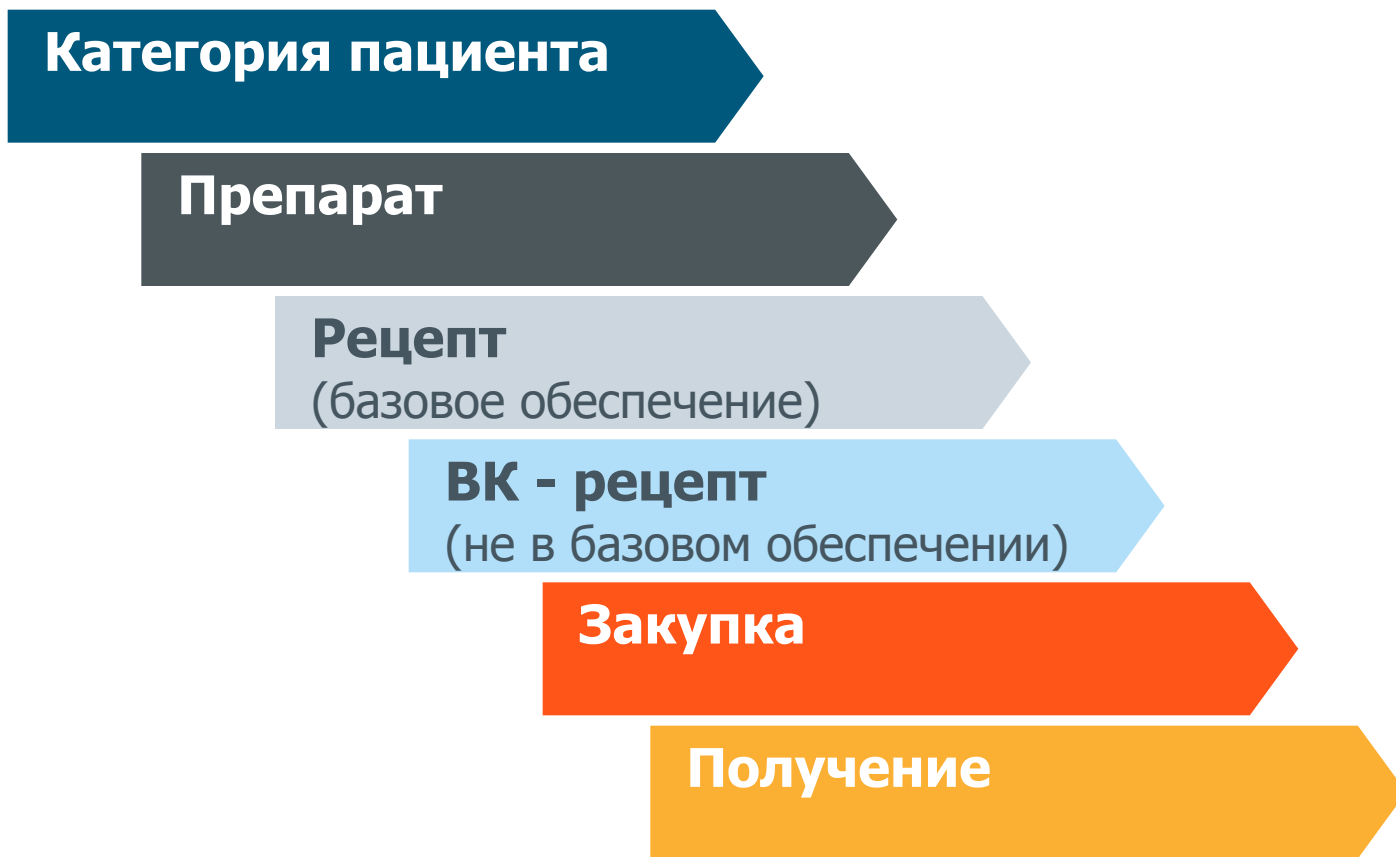 Категория пациента
Препарат
Рецепт
(базовое обеспечение)
ВК - рецепт
(не в базовом обеспечении)
Закупка
Получение